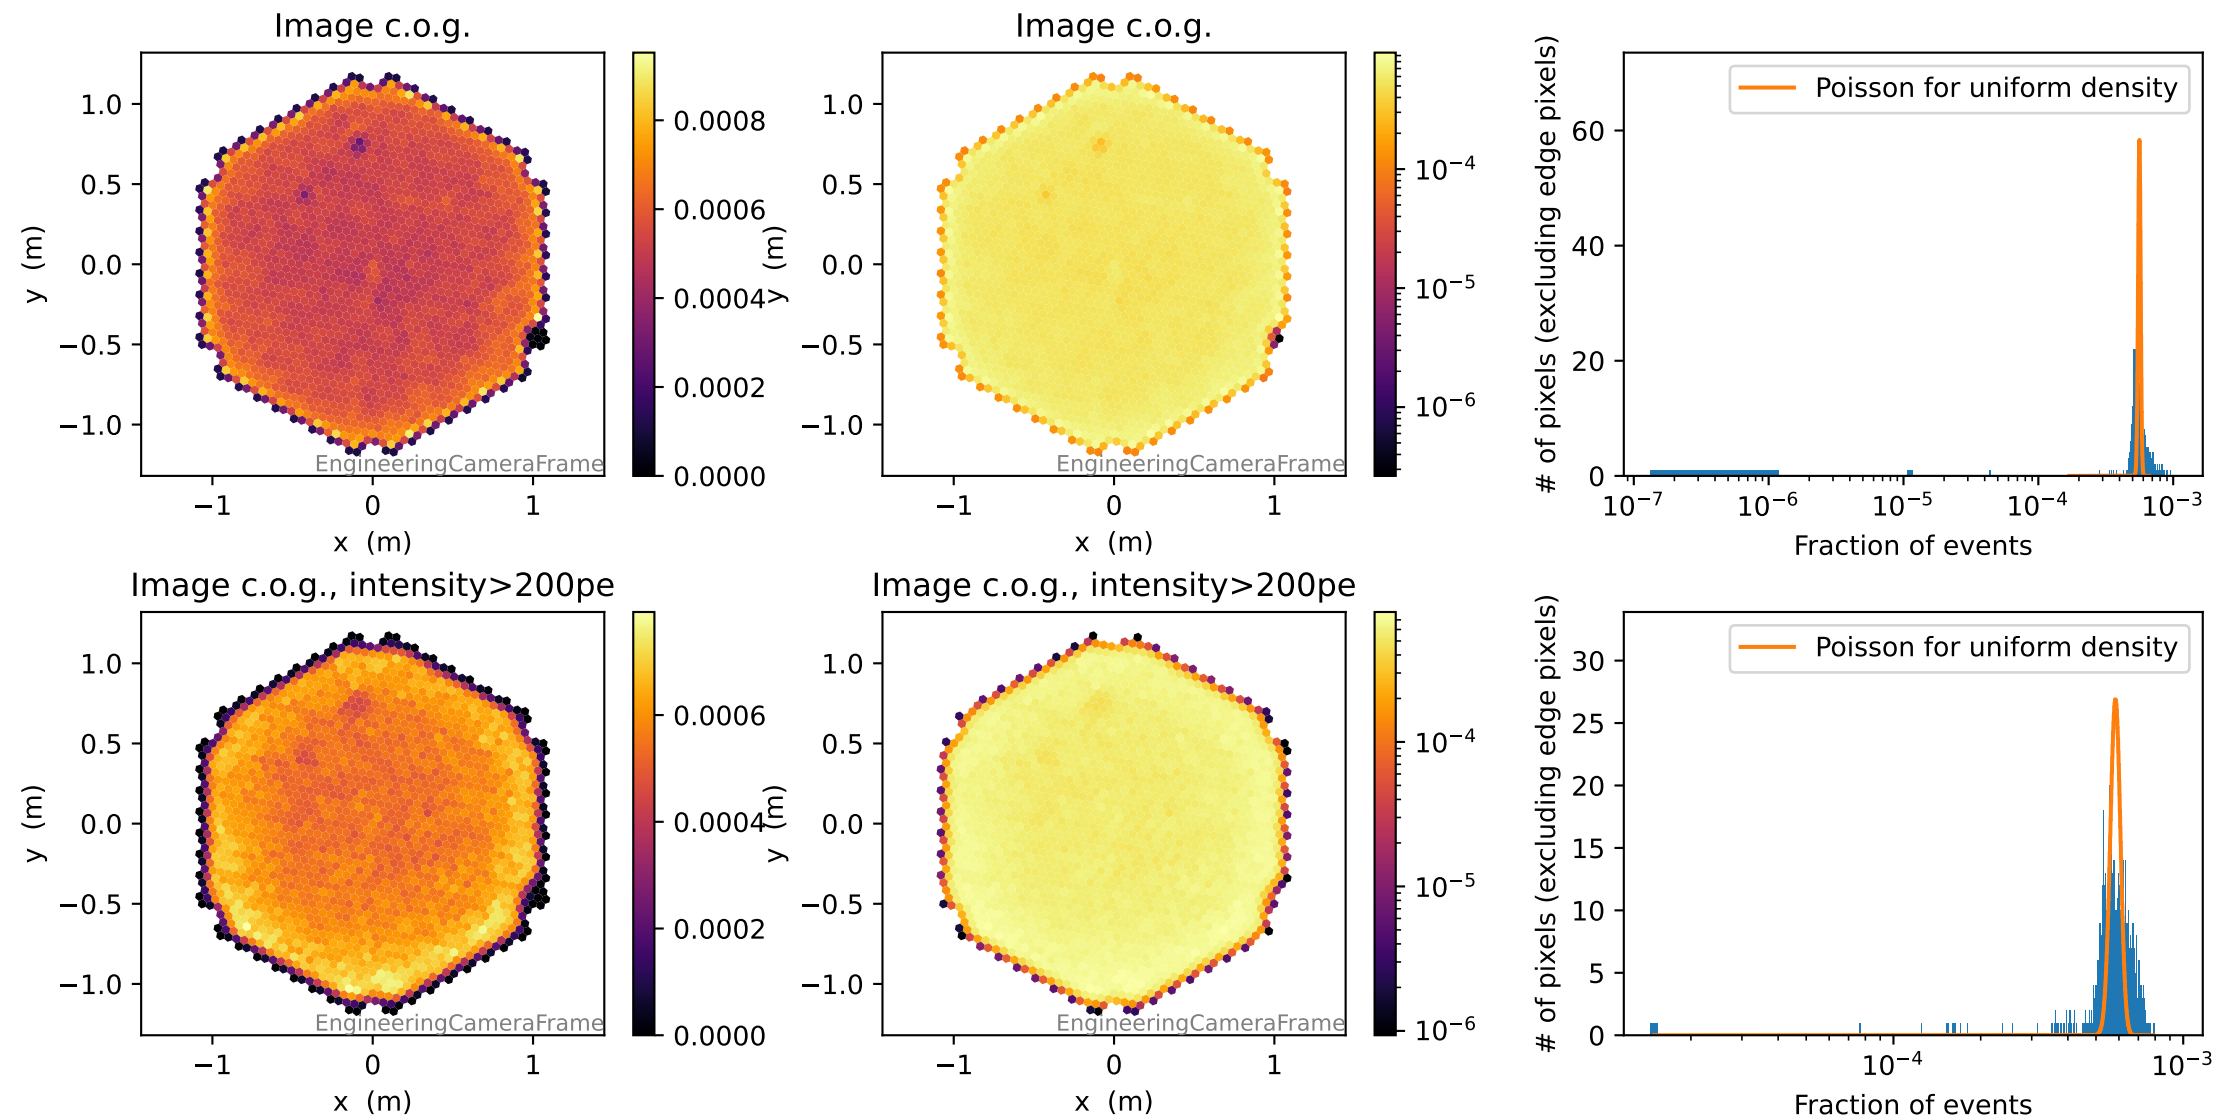 Image c.o.g.
1.0
0.5
0.0
−0.5
−1.0
y (m)
−1
0
1
x (m)
EngineeringCameraFrame
0.0008
0.0006
0.0004
0.0002
0.0000
Image c.o.g.
1.0
0.5
0.0
−0.5
−1.0
y (m)
−1
0
1
x (m)
EngineeringCameraFrame
10−4
10−5
10−6
# of pixels (excluding edge pixels)
60
40
20
0
Poisson for uniform density
10−7
10−6
10−5
10−4
10−3
Fraction of events
Image c.o.g., intensity>200pe
1.0
0.5
0.0
−0.5
−1.0
y (m)
−1
0
1
x (m)
EngineeringCameraFrame
0.0006
0.0004
0.0002
0.0000
Image c.o.g., intensity>200pe
1.0
0.5
0.0
−0.5
−1.0
y (m)
−1
0
1
x (m)
EngineeringCameraFrame
10−4
10−5
10−6
# of pixels (excluding edge pixels)
30
25
20
15
10
5
0
Poisson for uniform density
10−4
10−3
Fraction of events